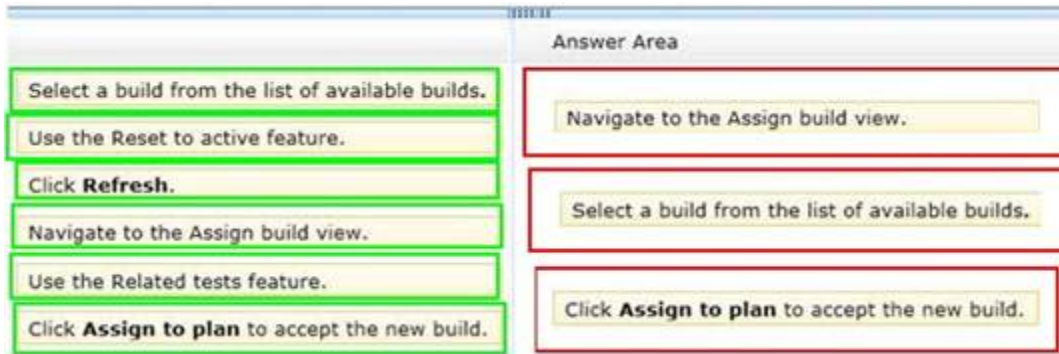 Answer Area
Select a build from the list of available builds.
Use the Reset to active feature.
Click Refresh.
Navigate to the Assign build view.
Use the Related tests feature.
Click Assign to plan to accept the new build.
Navigate to the Assign build view.
Select a build from the list of available builds.
Click Assign to plan to accept the new build.